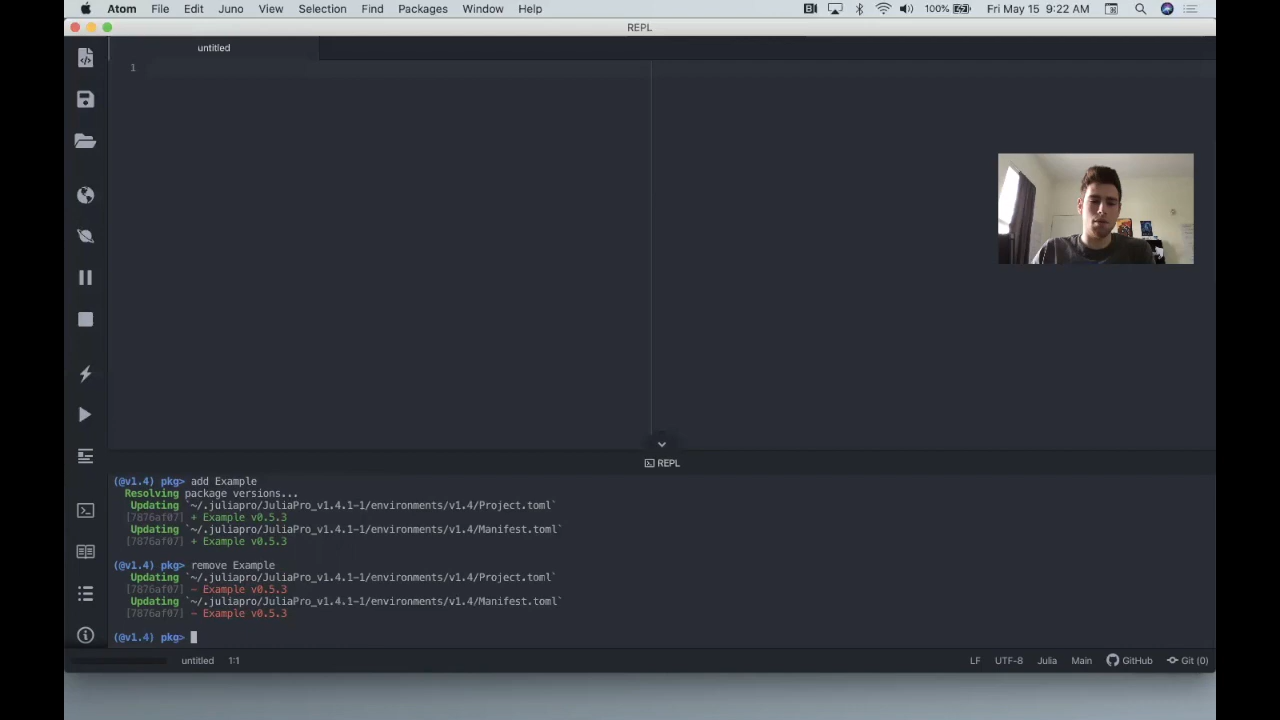 Atom File Edit Juno View Selection Find Packages Window Help 100% Fri May 15 9:22 AM
REPL
untitled
1
REPL
(@v1.4) pkg> add Example
Resolving package versions...
Updating `~/.juliapro/JuliaPro_v1.4.1-1/environments/v1.4/Project.toml`
[7876af07] + Example v0.5.3
Updating `~/.juliapro/JuliaPro_v1.4.1-1/environments/v1.4/Manifest.toml`
[7876af07] + Example v0.5.3
(@v1.4) pkg> remove Example
Updating `~/.juliapro/JuliaPro_v1.4.1-1/environments/v1.4/Project.toml`
[7876af07] - Example v0.5.3
Updating `~/.juliapro/JuliaPro_v1.4.1-1/environments/v1.4/Manifest.toml`
[7876af07] - Example v0.5.3
(@v1.4) pkg>
untitled 1:1 LF UTF-8 Julia Main GitHub Git (0)